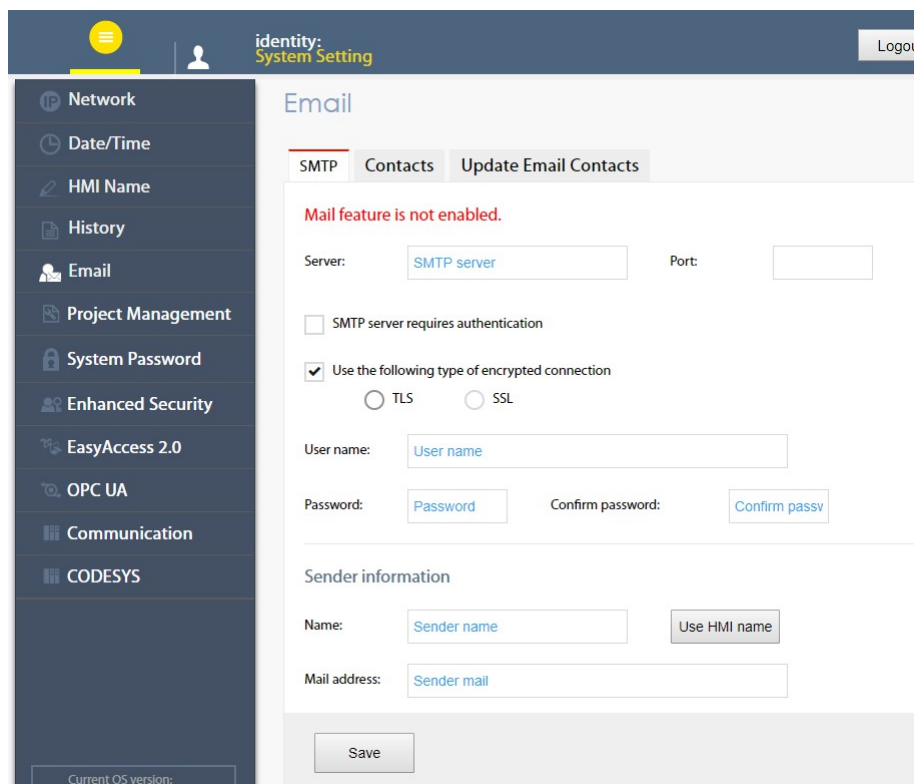 identity:
System Setting
Logou
Network
Date/Time
HMI Name
History
Email
Project Management
System Password
Enhanced Security
EasyAccess 2.0
OPC UA
Communication
CODESYS
Current OS version:
Email
SMTP Contacts Update Email Contacts
Mail feature is not enabled.
Server: SMTP server Port:
SMTP server requires authentication
Use the following type of encrypted connection
TLS SSL
User name: User name
Password: Password Confirm password: Confirm passw
Sender information
Name: Sender name Use HMI name
Mail address: Sender mail
Save